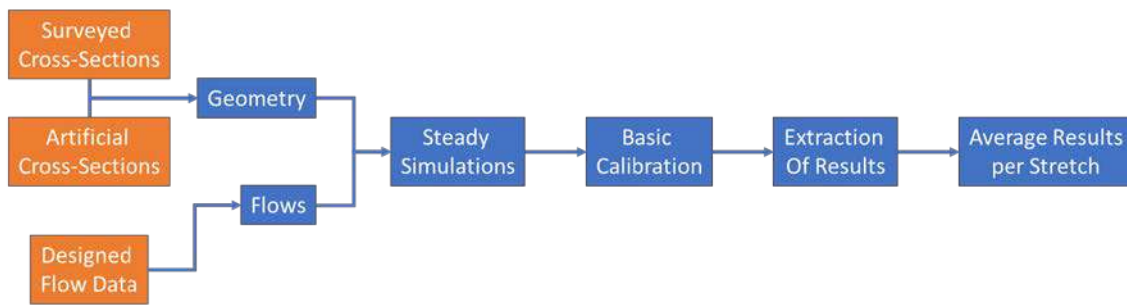 Surveyed
Cross-Sections
Artificial
Cross-Sections
Geometry
Designed
Flow Data
Flows
Steady
Simulations
Basic
Calibration
Extraction
Of Results
Average Results
per Stretch